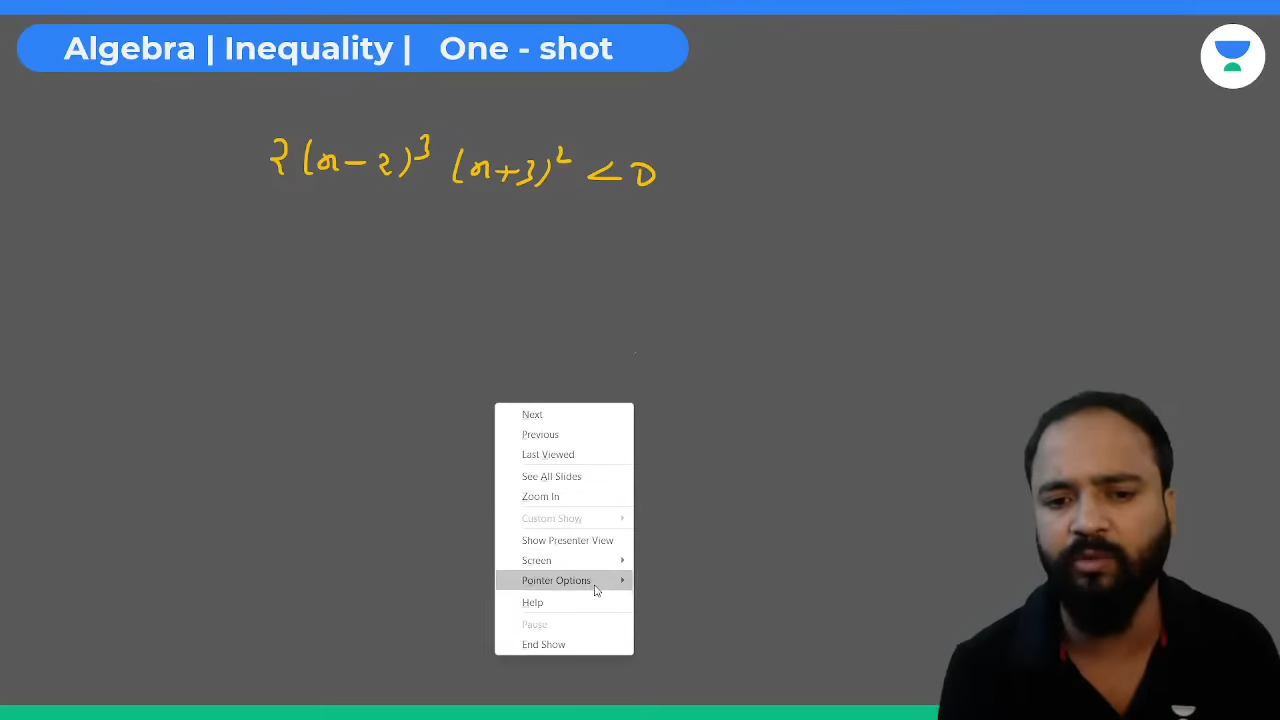 Algebra | Inequality | One - shot
2(x-2)³ (x+3)² < 0
Next
Previous
Last Viewed
See All Slides
Zoom In
Custom Show
Show Presenter View
Screen
Pointer Options
Help
Pause
End Show